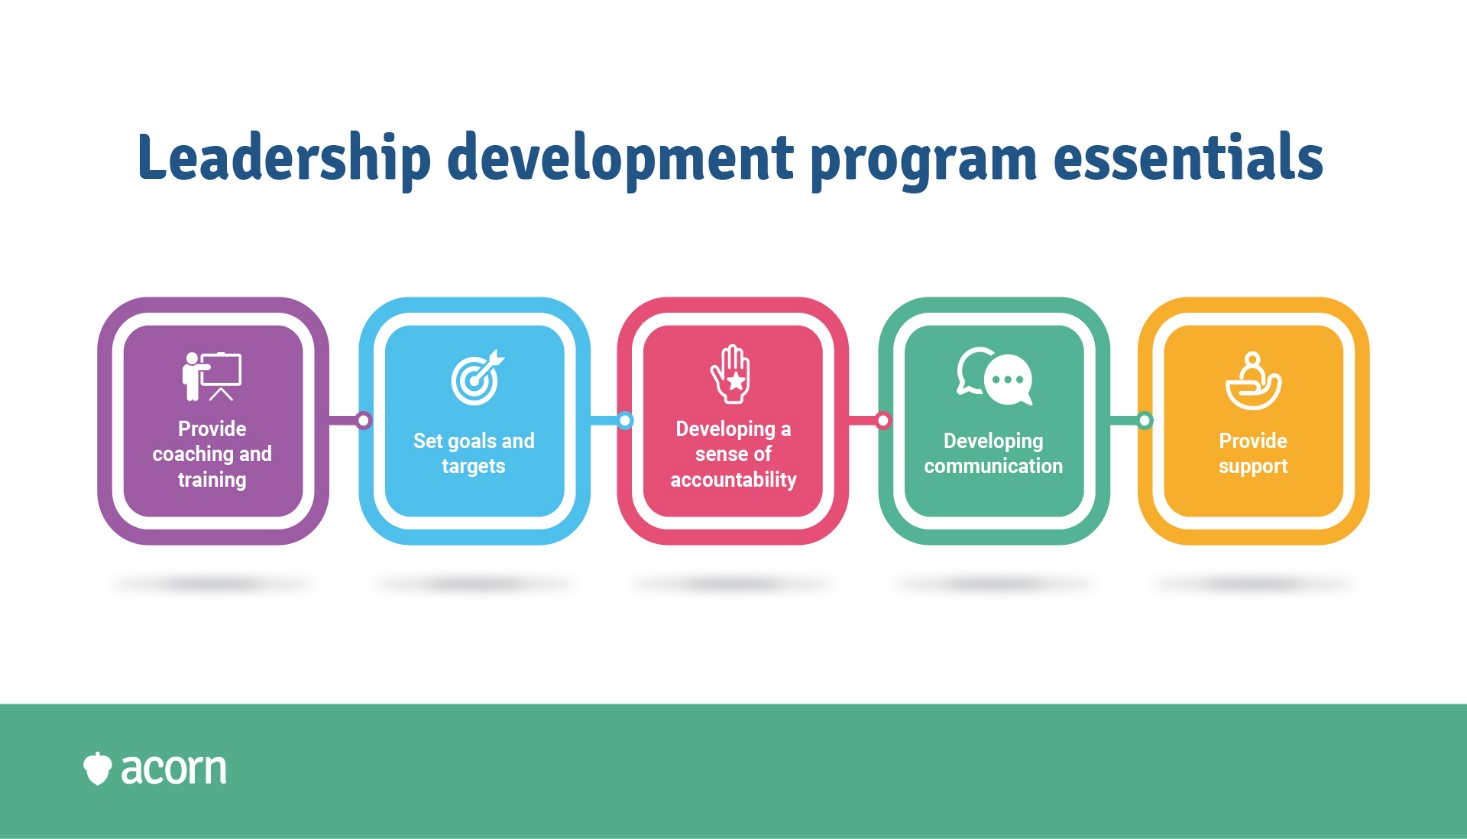 Leadership development program essentials
Provide
coaching and
training
Set goals and
targets
Developing a
sense of
accountability
Developing
communication
Provide
support
acorn